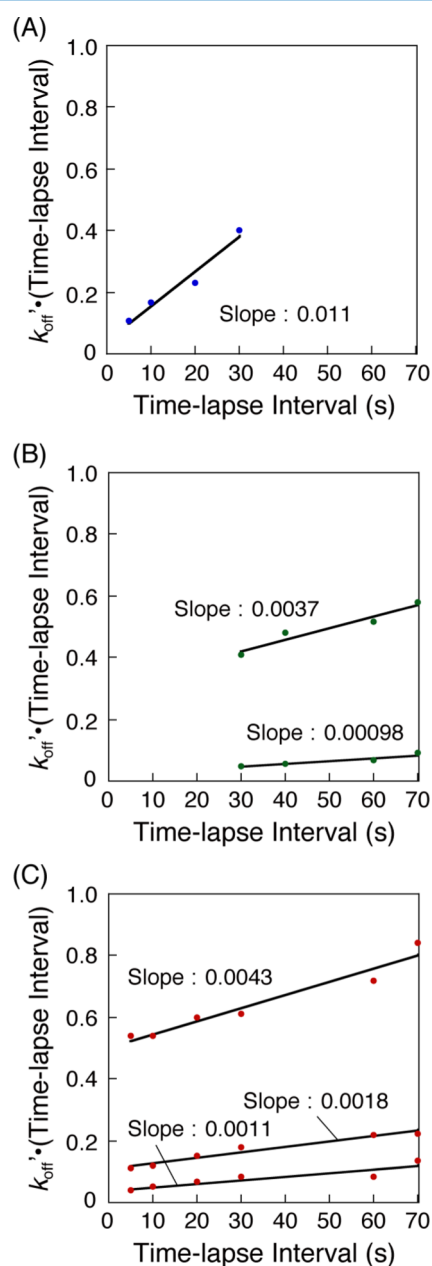 (A)
1.0
0.8
0.6
0.4
0.2
0
k_off'•(Time-lapse Interval)
Slope : 0.011
0 10 20 30 40 50 60 70
Time-lapse Interval (s)
(B)
1.0
0.8
0.6
0.4
0.2
0
k_off'•(Time-lapse Interval)
Slope : 0.0037
Slope : 0.00098
0 10 20 30 40 50 60 70
Time-lapse Interval (s)
(C)
1.0
0.8
0.6
0.4
0.2
0
k_off'•(Time-lapse Interval)
Slope : 0.0043
Slope : 0.0018
Slope : 0.0011
0 10 20 30 40 50 60 70
Time-lapse Interval (s)